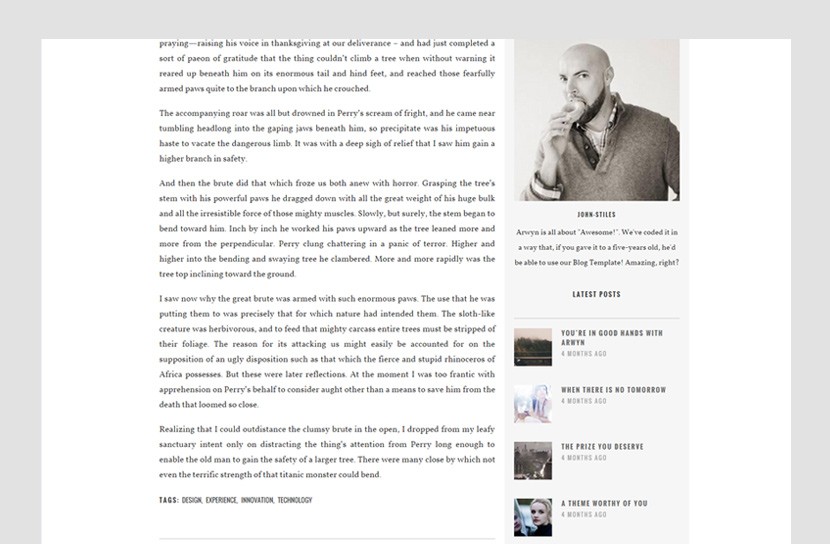 praying—raising his voice in thanksgiving at our deliverance – and had just completed a
sort of paeon of gratitude that the thing couldn't climb a tree when without warning it
reared up beneath him on its enormous tail and hind feet, and reached those fearfully
armed paws quite to the branch upon which he crouched.
The accompanying roar was all but drowned in Perry's scream of fright, and he came near
tumbling headlong into the gaping jaws beneath him, so precipitate was his impetuous
haste to vacate the dangerous limb. It was with a deep sigh of relief that I saw him gain a
higher branch in safety.
And then the brute did that which froze us both anew with horror. Grasping the tree's
stem with his powerful paws he dragged down with all the great weight of his huge bulk
and all the irresistible force of those mighty muscles. Slowly, but surely, the stem began to
bend toward him. Inch by inch he worked his paws upward as the tree leaned more and
more from the perpendicular. Perry clung chattering in a panic of terror. Higher and
higher into the bending and swaying tree he clambered. More and more rapidly was the
tree top inclining toward the ground.
I saw now why the great brute was armed with such enormous paws. The use that he was
putting them to was precisely that for which nature had intended them. The sloth-like
creature was herbivorous, and to feed that mighty carcass entire trees must be stripped of
their foliage. The reason for its attacking us might easily be accounted for on the
supposition of an ugly disposition such as that which the fierce and stupid rhinoceros of
Africa possesses. But these were later reflections. At the moment I was too frantic with
apprehension on Perry's behalf to consider aught other than a means to save him from the
death that loomed so close.
Realizing that I could outdistance the clumsy brute in the open, I dropped from my leafy
sanctuary intent only on distracting the thing's attention from Perry long enough to
enable the old man to gain the safety of a larger tree. There were many close by which not
even the terrific strength of that titanic monster could bend.
TAGS: DESIGN, EXPERIENCE, INNOVATION, TECHNOLOGY
JOHN-STILES
Arwyn is all about "Awesome!". We've coded it in
a way that, if you gave it to a five-years old, he'd
be able to use our Blog Template! Amazing, right?
LATEST POSTS
YOU'RE IN GOOD HANDS WITH
ARWYN
4 MONTHS AGO
WHEN THERE IS NO TOMORROW
4 MONTHS AGO
THE PRIZE YOU DESERVE
4 MONTHS AGO
A THEME WORTHY OF YOU
4 MONTHS AGO